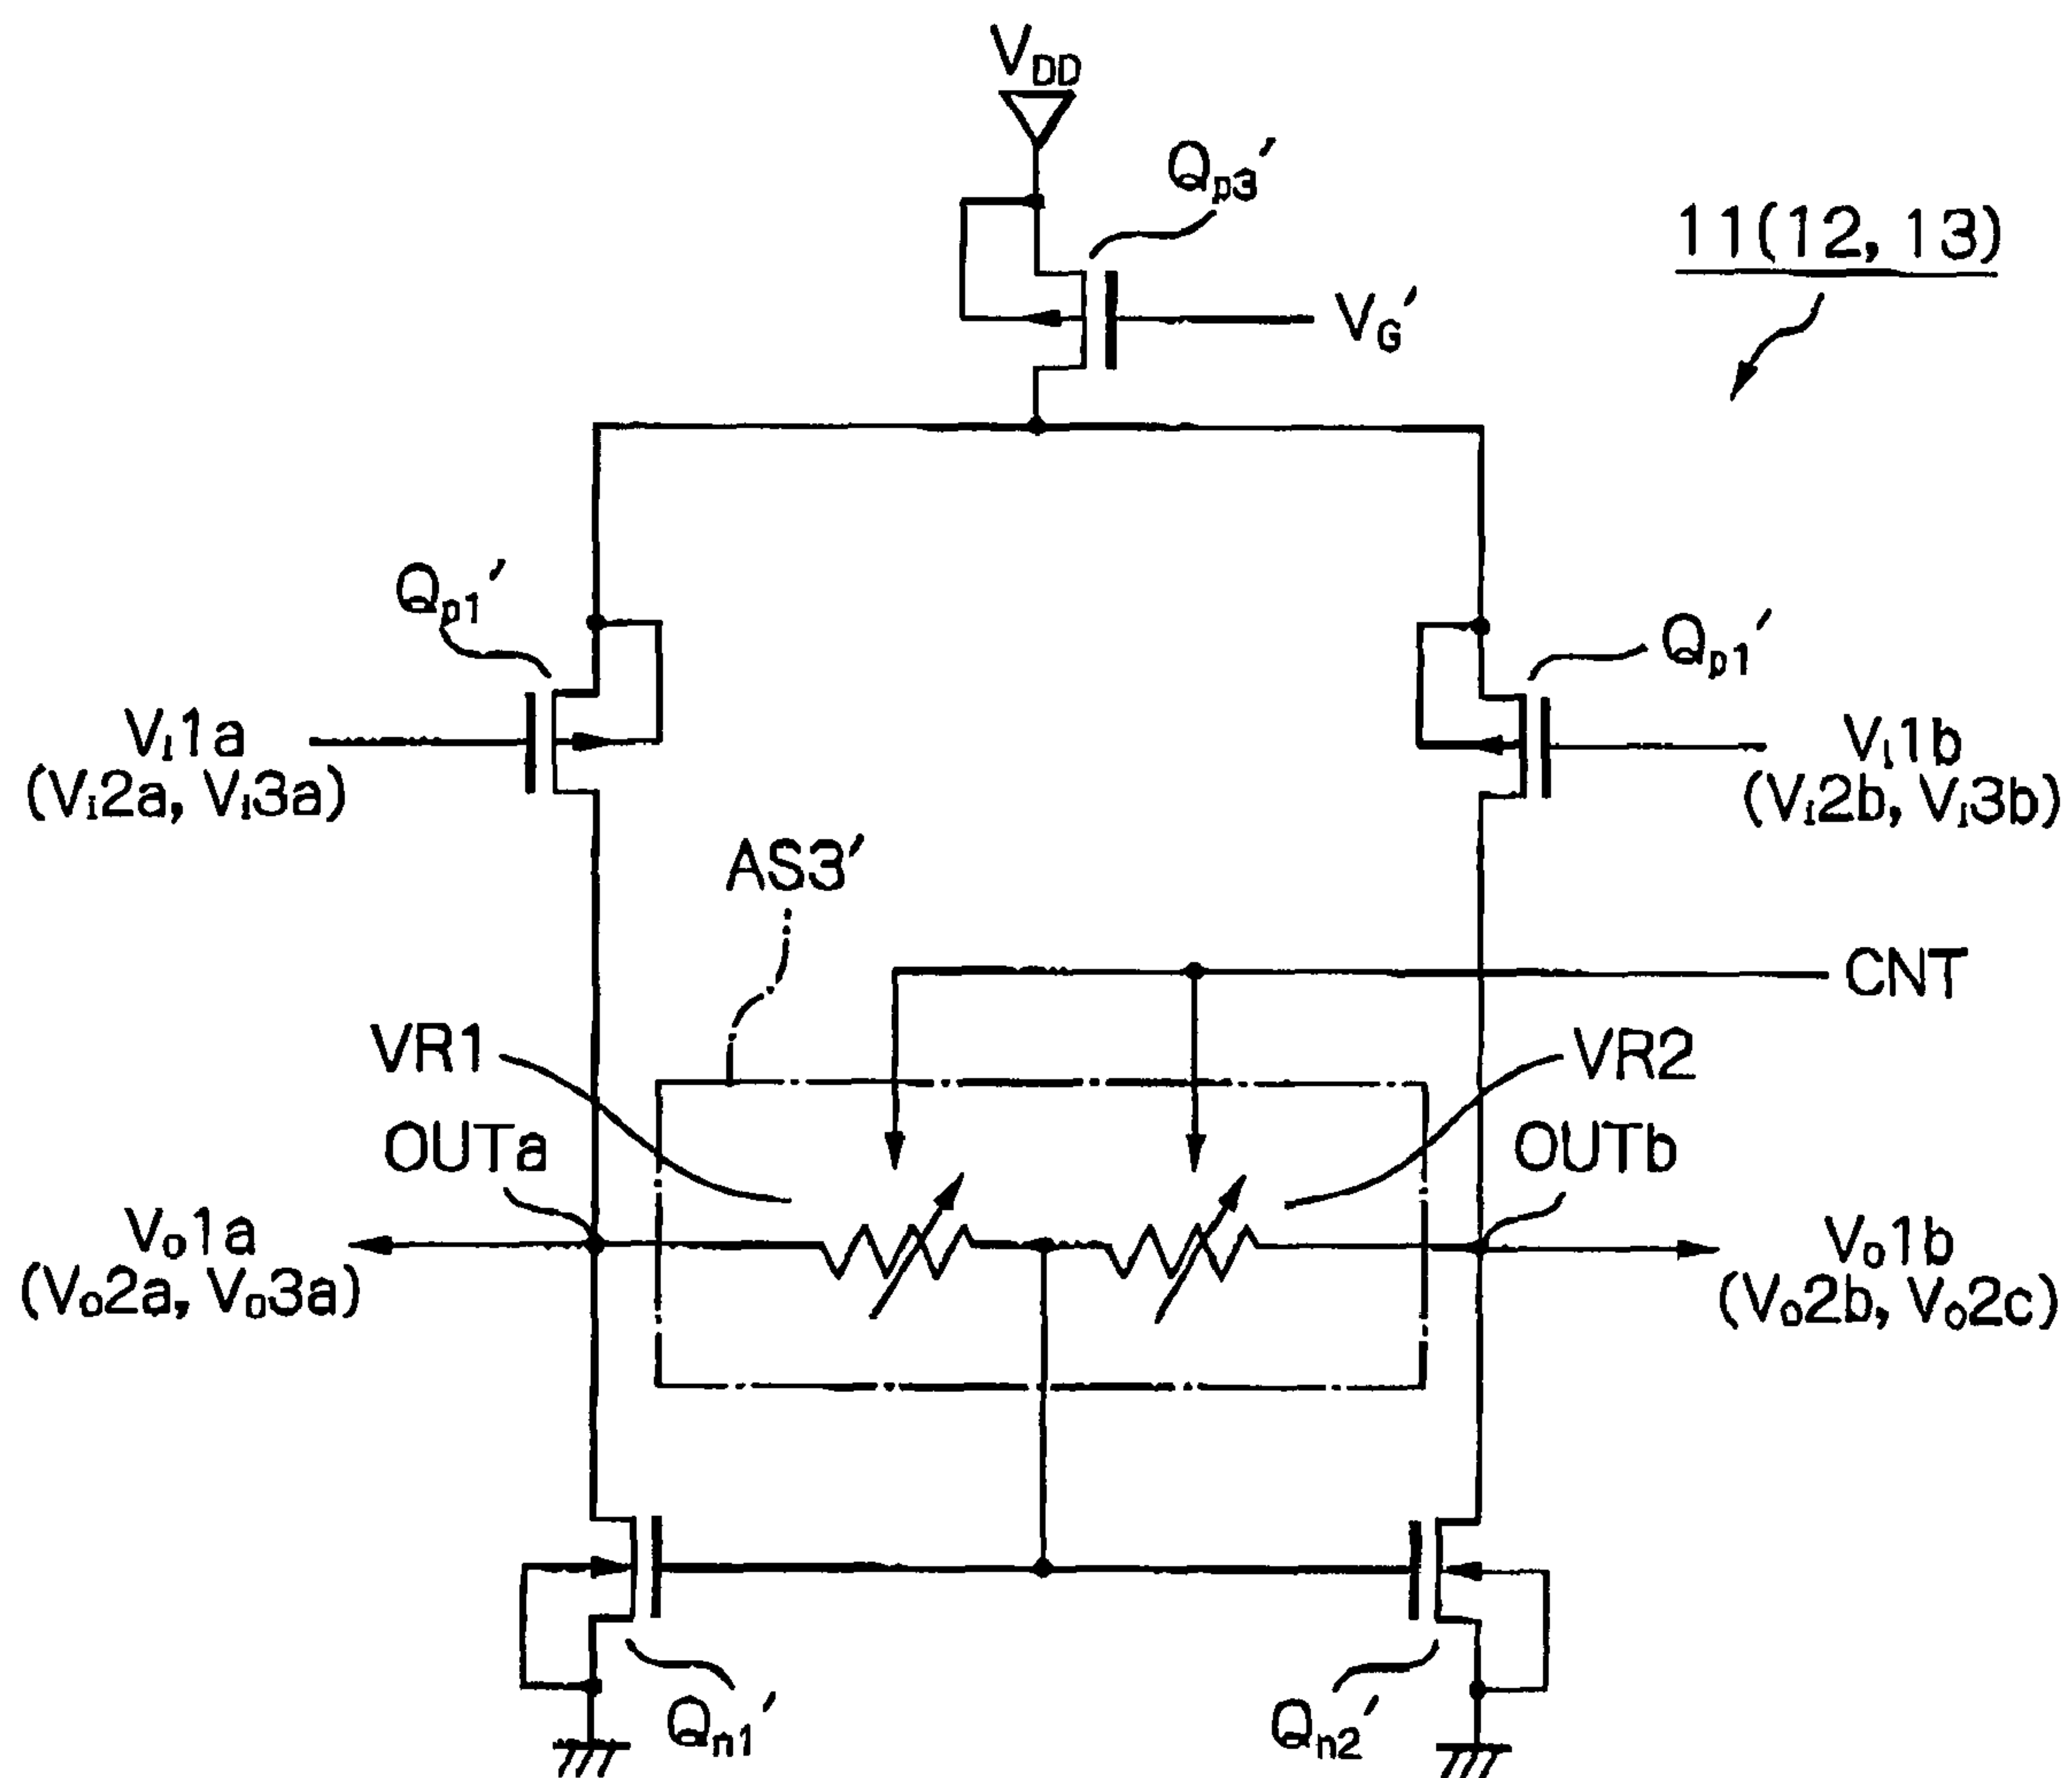 VDD
Qp3'
11(12, 13)
VG'
Qp1'
Qp1'
Vi1a
(Vi2a, Vi3a)
Vi1b
(Vi2b, Vi3b)
AS3'
CNT
VR1
VR2
OUTa
OUTb
Vo1a
(Vo2a, Vo3a)
Vo1b
(Vo2b, Vo2c)
Qn1'
Qn2'